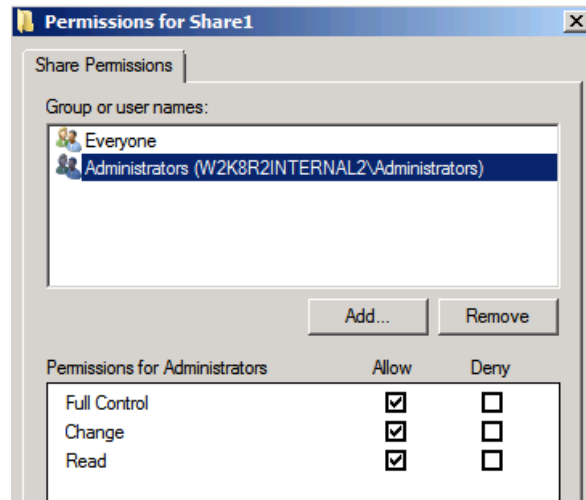 Permissions for Share1
Share Permissions
Group or user names:
Everyone
Administrators (W2K8R2INTERNAL2\Administrators)
Add... Remove
Permissions for Administrators Allow Deny
Full Control
Change
Read